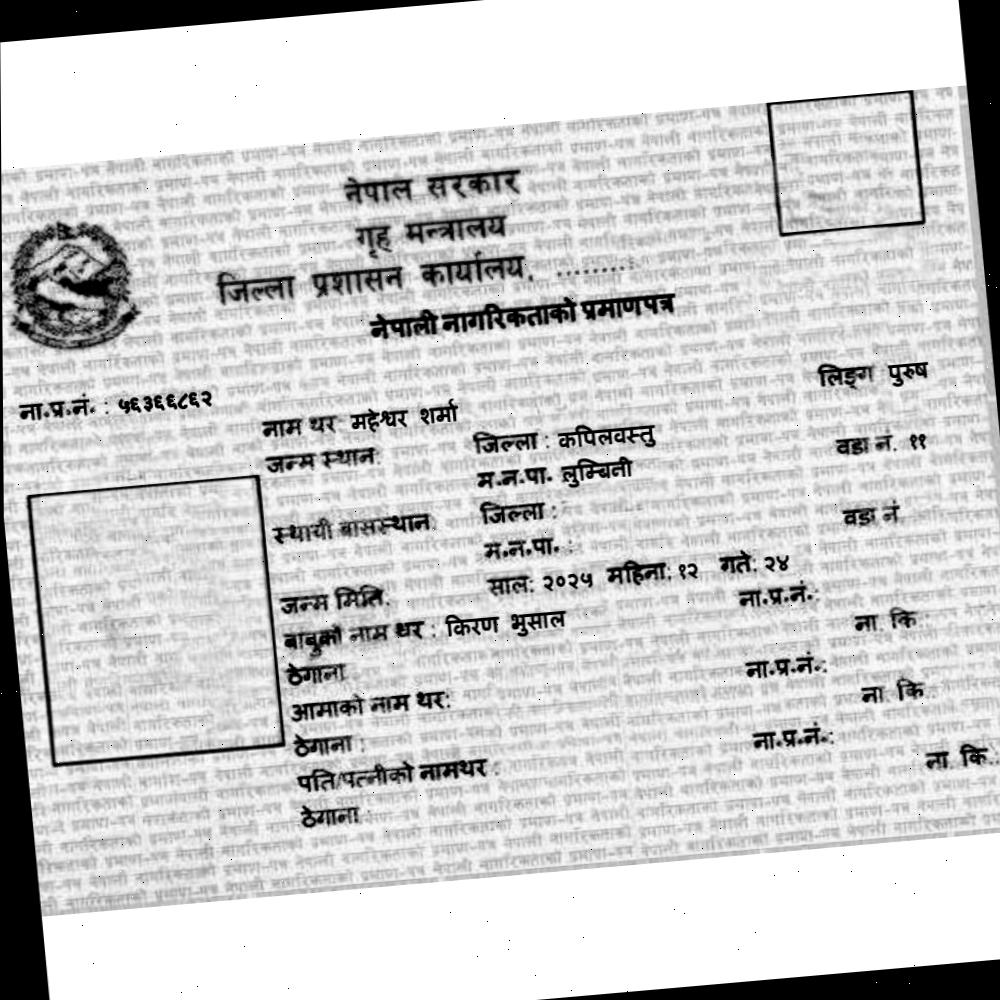 नेपाल सरकार
गृह मन्त्रालय
जिल्ला प्रशासन कार्यालय, .........
नेपाली नागरिकताको प्रमाणपत्र
लिङ्ग पुरुष
ना.प्र.नं. : ५६३६६८६२
नाम थर महेश्वर शर्मा
जन्म स्थान: जिल्ला : कपिलवस्तु वडा नं. ११
म.न.पा. लुम्बिनी
स्थायी बासस्थान: जिल्ला : वडा नं
म.न.पा. :
जन्म मिति: साल: २०२५ महिना: १२ गते: २४
ना.प्र.नं.:
बाबुको नाम थर : किरण भुसाल ना. कि.:
ठेगाना
ना.प्र.नं.:
आमाको नाम थर: ना. कि.:
ठेगाना :
ना.प्र.नं.:
पति/पत्नीको नामथर : ना. कि.:
ठेगाना :